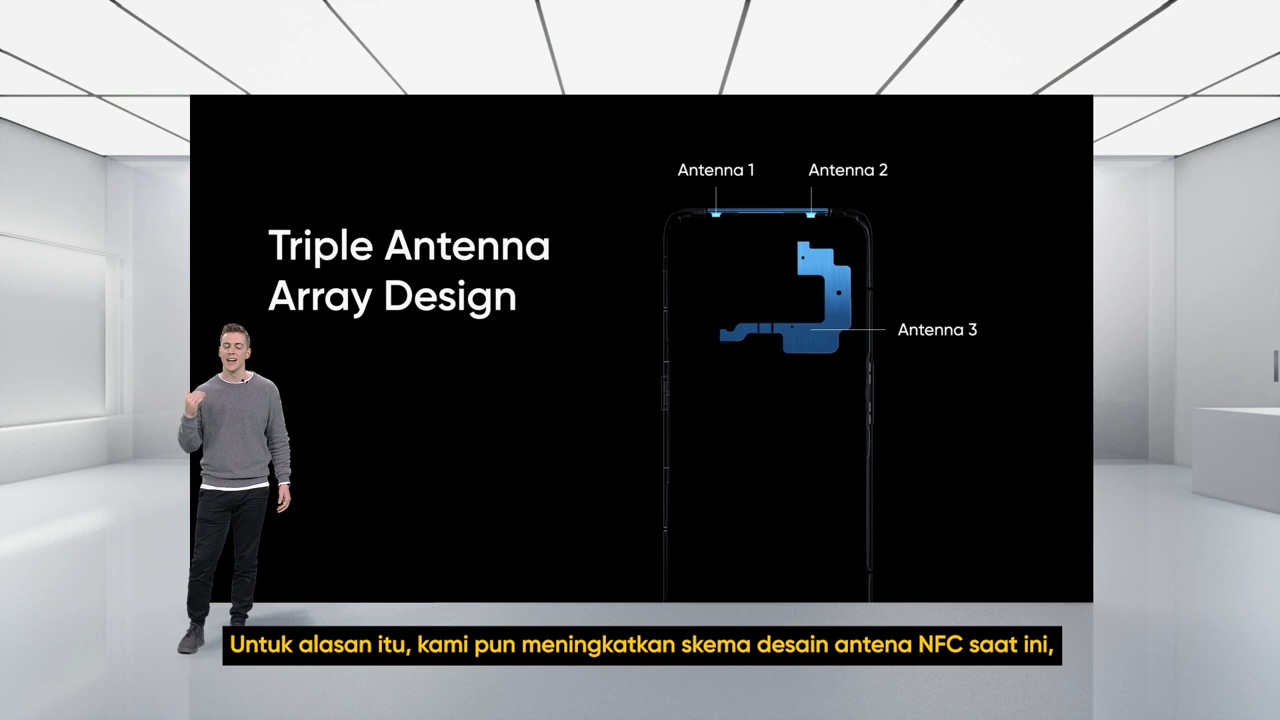 Antenna 1
Antenna 2
Triple Antenna
Array Design
Antenna 3
Untuk alasan itu, kami pun meningkatkan skema desain antena NFC saat ini,